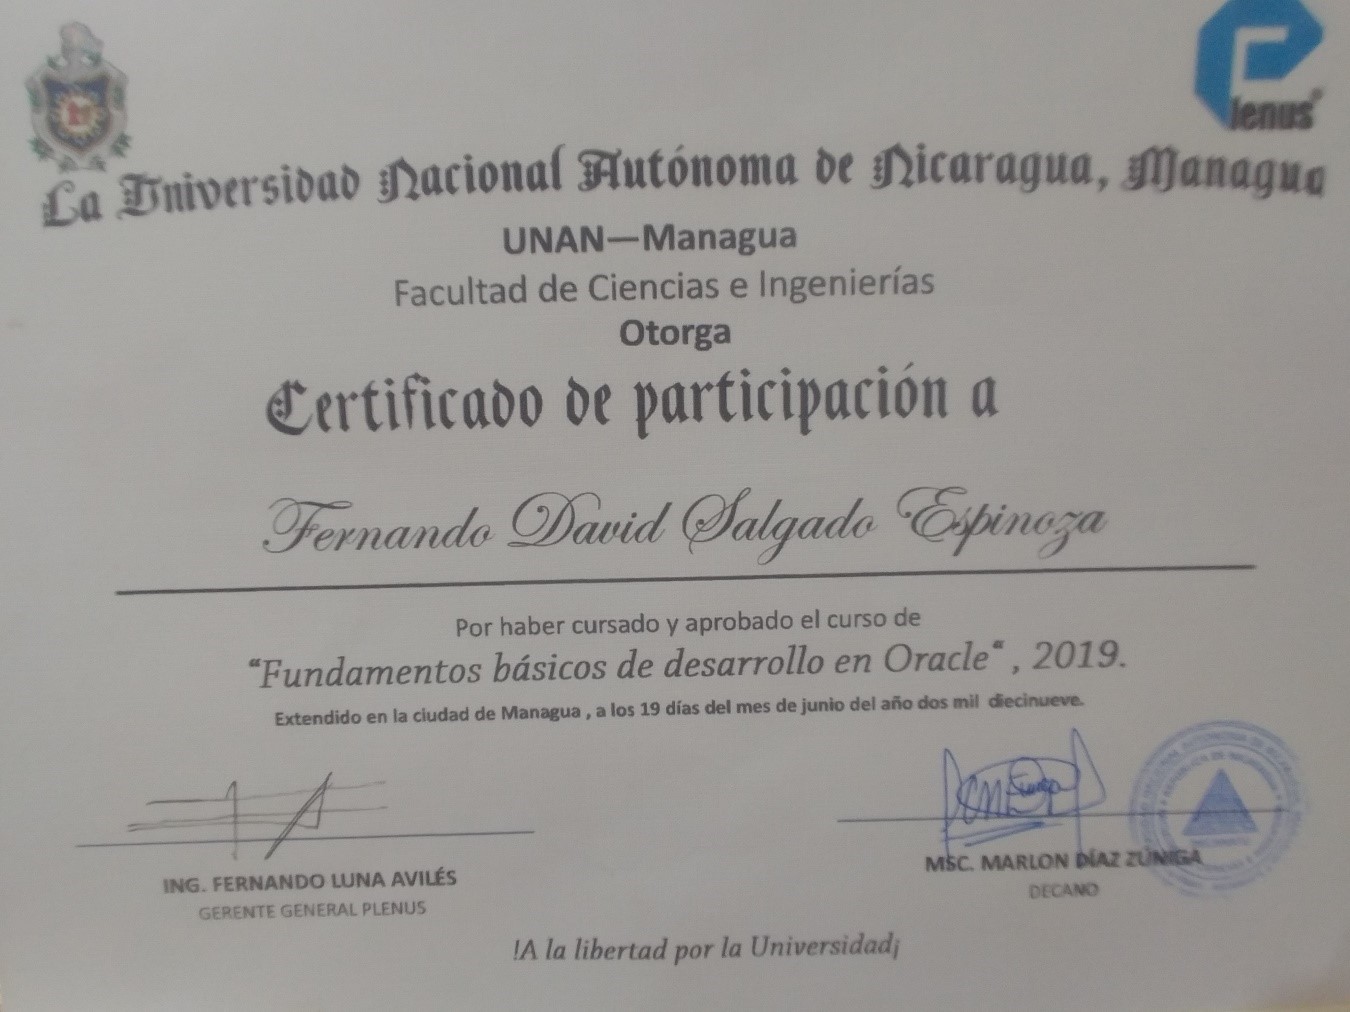 Plenus®
La Universidad Nacional Autónoma de Nicaragua, Managua
UNAN—Managua
Facultad de Ciencias e Ingenierías
Otorga
Certificado de participación a
Fernando David Salgado Espinoza
Por haber cursado y aprobado el curso de
“Fundamentos básicos de desarrollo en Oracle“ , 2019.
Extendido en la ciudad de Managua , a los 19 días del mes de junio del año dos mil diecinueve.
ING. FERNANDO LUNA AVILÉS
GERENTE GENERAL PLENUS
MSC. MARLON DÍAZ ZÚNIGA
DECANO
!A la libertad por la Universidad¡